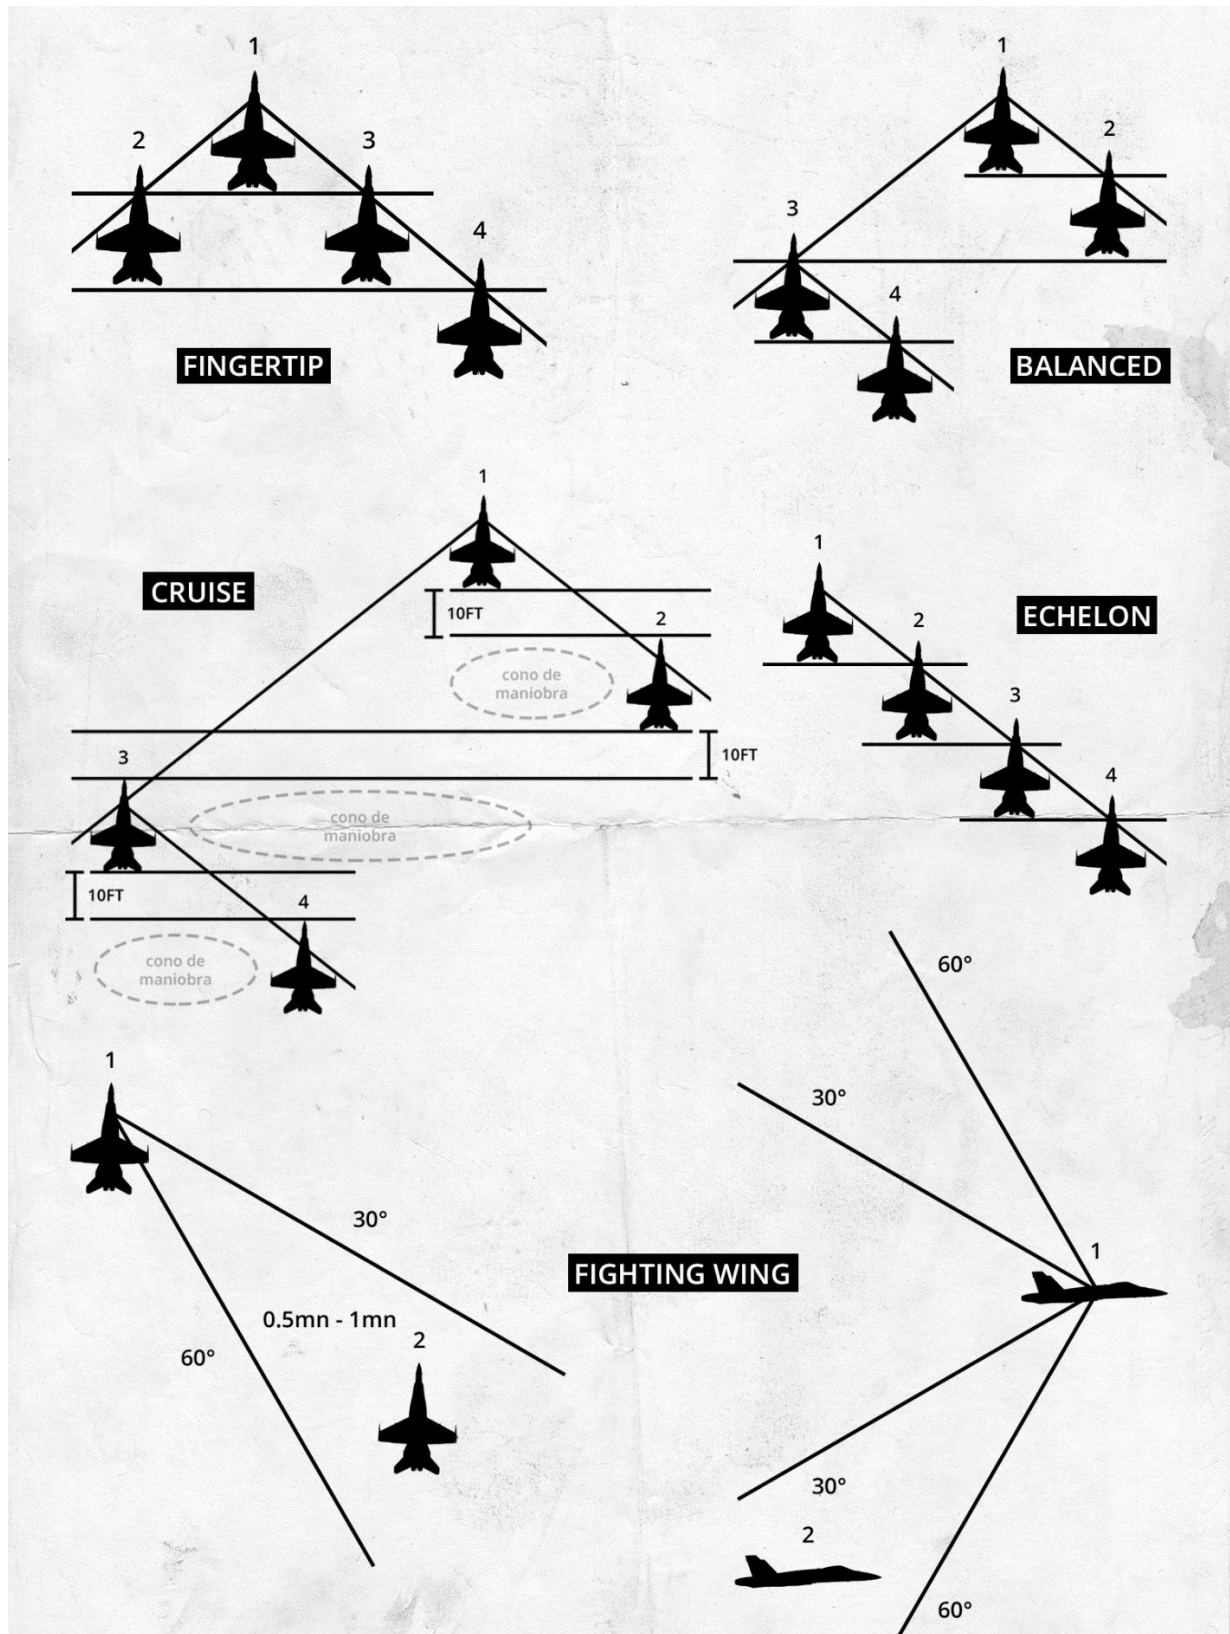 1
2
3
4
FINGERTIP
1
2
3
4
BALANCED
1
CRUISE
10FT
2
cono de
maniobra
10FT
3
cono de
maniobra
10FT
4
cono de
maniobra
1
2
3
4
ECHELON
1
30°
0.5mn - 1mn
60°
2
FIGHTING WING
60°
30°
1
30°
2
60°